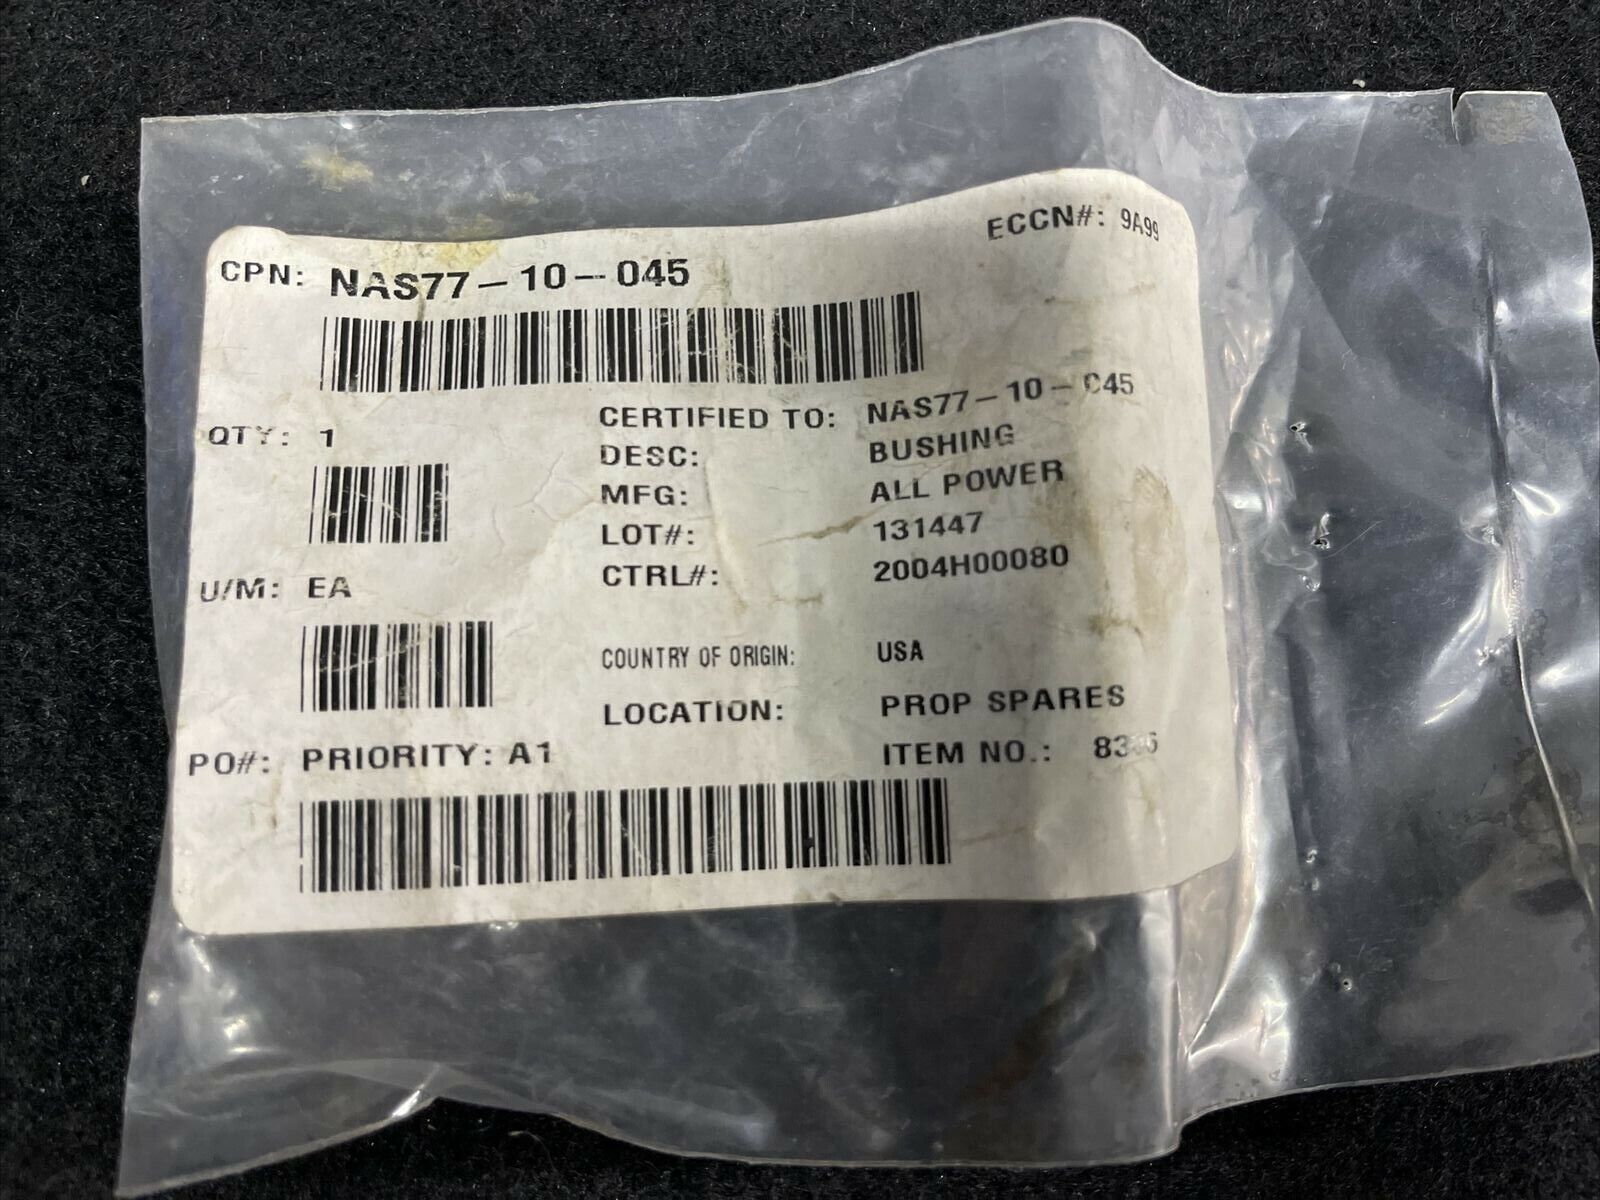 ECCN#: 9A99
CPN: NAS77-10-045
QTY: 1
CERTIFIED TO: NAS77-10-045
DESC: BUSHING
MFG: ALL POWER
LOT#: 131447
CTRL#: 2004H00080
U/M: EA
COUNTRY OF ORIGIN: USA
LOCATION: PROP SPARES
PO#: PRIORITY: A1
ITEM NO.: